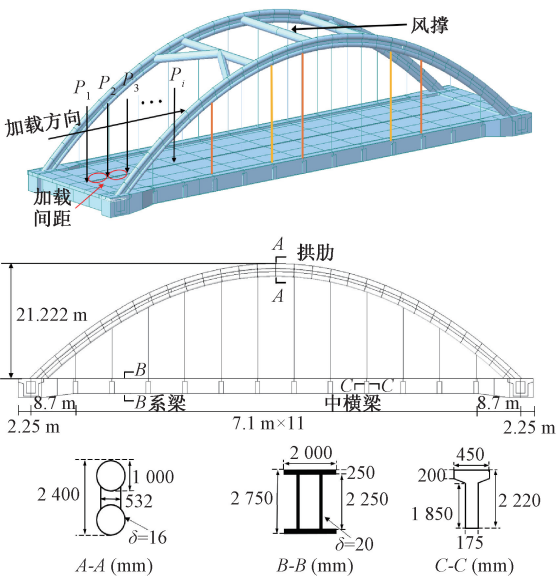 风撑
P1 P2 P3 … Pi
加载方向
加载
间距
A 拱肋
A
21.222 m
B
B 系梁 C C 中横梁
8.7 m 7.1 m×11 8.7 m
2.25 m 2.25 m
2 400 1 000 532 δ=16
A-A (mm)
2 000 250 2 750 2 250 δ=20
B-B (mm)
450 200 2 220 1 850 175
C-C (mm)